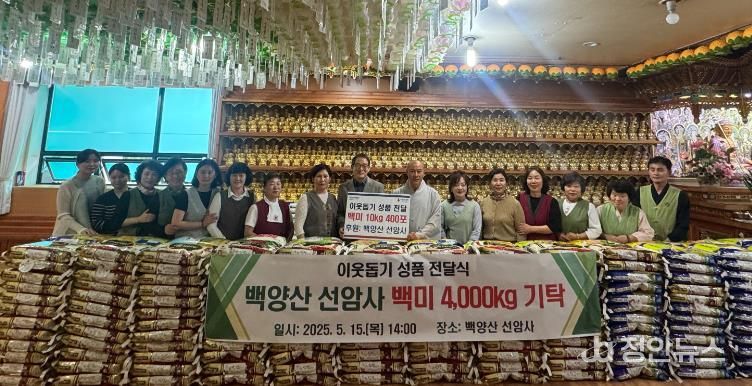 이웃돕기 성품 전달
백미 10kg 400포
후원: 백양산 선암사
이웃돕기 성품 전달식
백양산 선암사 백미 4,000kg 기탁
일시: 2025. 5. 15.(목) 14:00 장소: 백양산 선암사
정안뉴스